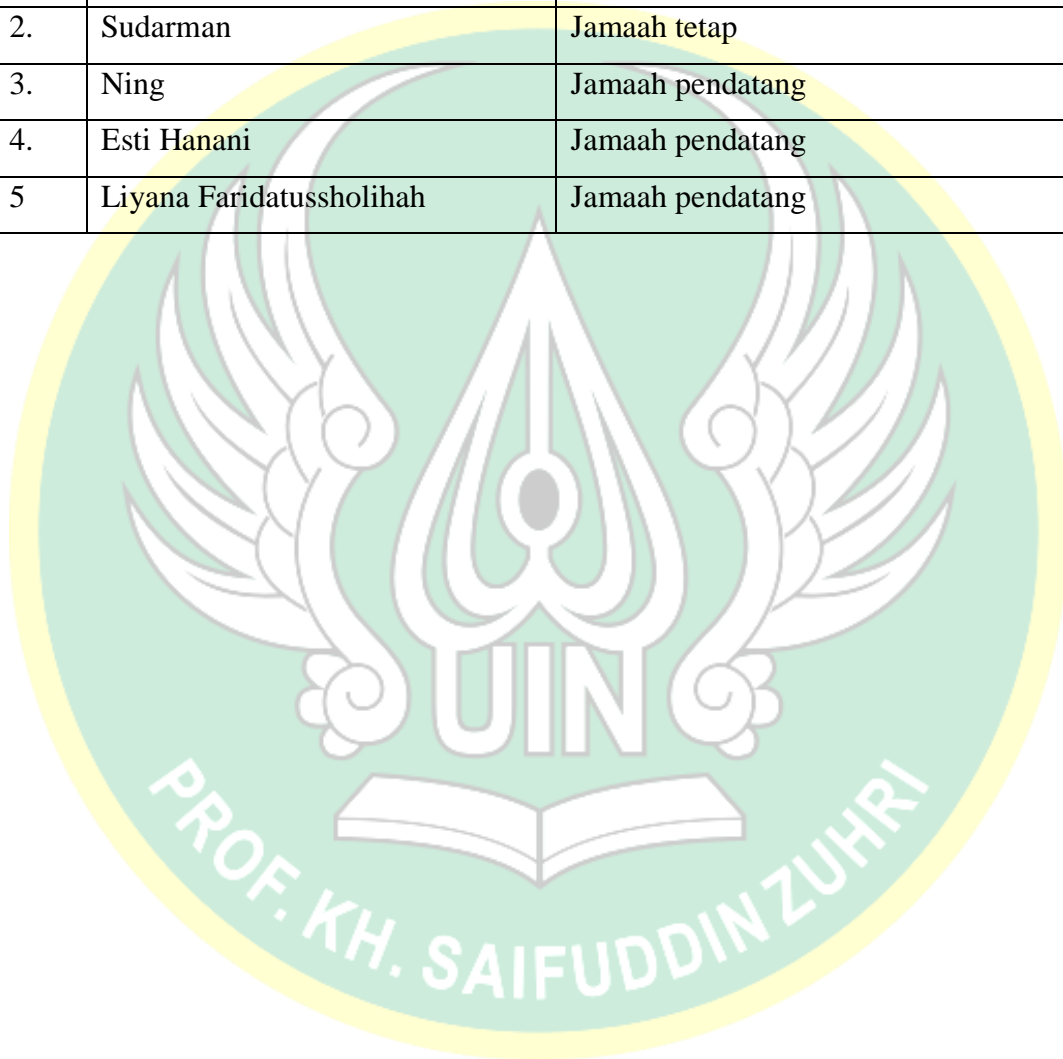 2. Sudarman Jamaah tetap
3. Ning Jamaah pendatang
4. Esti Hanani Jamaah pendatang
5 Liyana Faridatussholihah Jamaah pendatang
UIN
PROF. KH. SAIFUDDIN ZUHRI